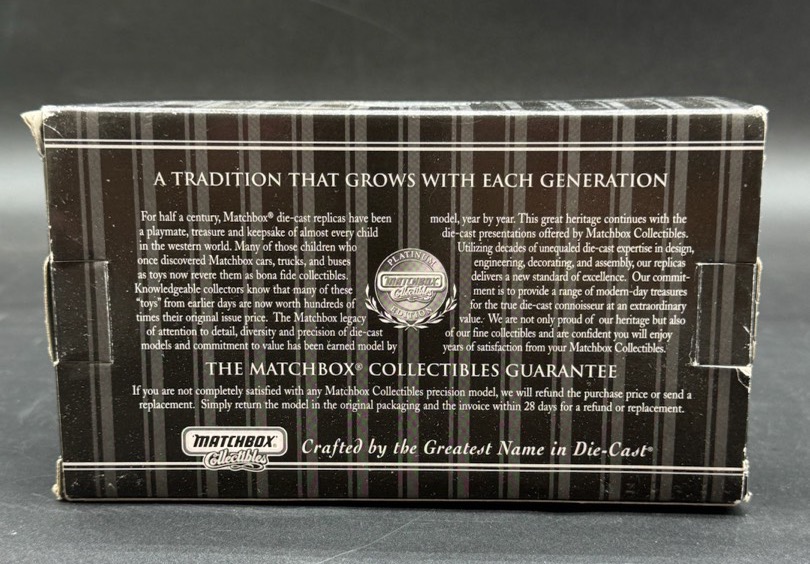 A TRADITION THAT GROWS WITH EACH GENERATION
For half a century, Matchbox® die-cast replicas have been
a playmate, treasure and keepsake of almost every child
in the western world. Many of those children who
once discovered Matchbox cars, trucks, and buses
as toys now revere them as bona fide collectibles.
Knowledgeable collectors know that many of these
"toys" from earlier days are now worth hundreds of
times their original issue price. The Matchbox legacy
of attention to detail, diversity and precision of die-cast
models and commitment to value has been earned model by
PLATINUM
MATCHBOX
Collectibles
EDITION
model, year by year. This great heritage continues with the
die-cast presentations offered by Matchbox Collectibles.
Utilizing decades of unequaled die-cast expertise in design,
engineering, decorating, and assembly, our replicas
delivers a new standard of excellence. Our commit-
ment is to provide a range of modern-day treasures
for the true die-cast connoisseur at an extraordinary
value. We are not only proud of our heritage but also
of our fine collectibles and are confident you will enjoy
years of satisfaction from your Matchbox Collectibles.
THE MATCHBOX® COLLECTIBLES GUARANTEE
If you are not completely satisfied with any Matchbox Collectibles precision model, we will refund the purchase price or send a
replacement. Simply return the model in the original packaging and the invoice within 28 days for a refund or replacement.
MATCHBOX
Collectibles
Crafted by the Greatest Name in Die-Cast®